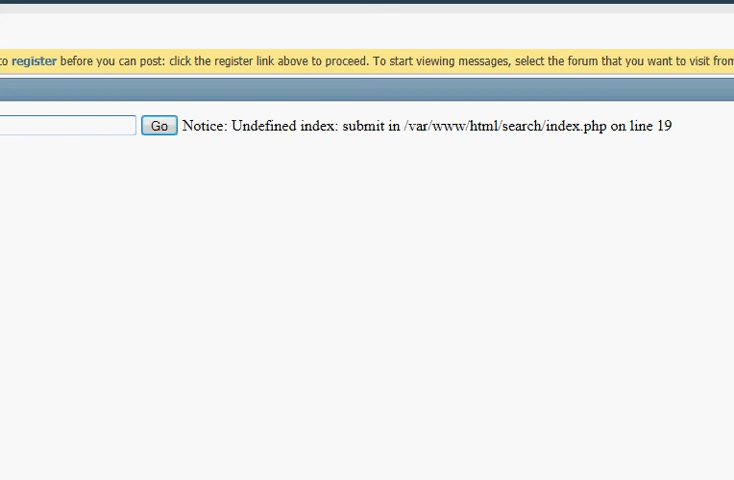 to register before you can post: click the register link above to proceed. To start viewing messages, select the forum that you want to visit from
Go Notice: Undefined index: submit in /var/www/html/search/index.php on line 19